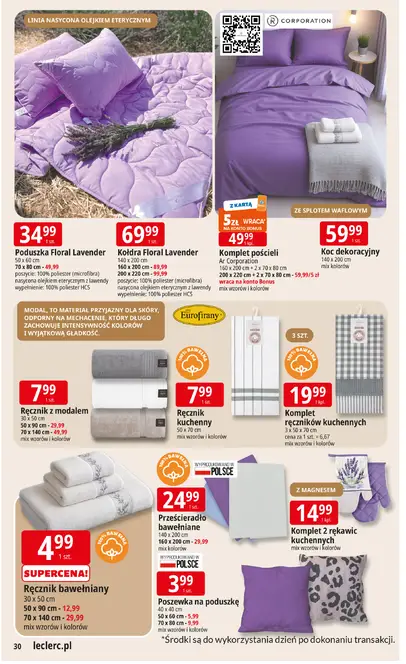 LINIA NASYCONA OLEJKIEM ETERYCZNYM
R CORPORATION
34 99
1 szt.
Poduszka Floral Lavender
50 x 60 cm
70 x 80 cm - 49,99
poszycie: 100% poliester (microfibra)
nasycona olejkiem eterycznym z lawendy
wypełnienie: 100% poliester HCS
69 99
1 szt.
Kołdra Floral Lavender
140 x 200 cm
160 x 200 cm - 89,99
200 x 220 cm - 99,99
poszycie: 100% poliester (microfibra)
nasycona olejkiem eterycznym z lawendy
wypełnienie: 100% poliester HCS
Z KARTĄ
5zł WRACA*
NA KONTO BONUS
49 99
1 kpl.
Komplet pościeli
Ar Corporation
160 x 200 cm + 2 x 70 x 80 cm
200 x 220 cm + 2 x 70 x 80 cm - 59,99/5 zł
wraca na konto Bonus
mix wzorów i kolorów
ZE SPLOTEM WAFLOWYM
59 99
1 szt.
Koc dekoracyjny
140 x 200 cm
mix kolorów
MODAL, TO MATERIAŁ PRZYJAZNY DLA SKÓRY,
ODPORNY NA MECHACENIE, KTÓRY DŁUGO
ZACHOWUJE INTENSYWNOŚĆ KOLORÓW
I WYJĄTKOWĄ GŁADKOŚĆ.
7 99
1 szt.
Ręcznik z modalem
30 x 50 cm
50 x 90 cm - 29,99
70 x 140 cm - 49,99
mix wzorów i kolorów
Eurofirany
100% BAWEŁNA
7 99
1 szt.
Ręcznik
kuchenny
50 x 70 cm
mix wzorów i kolorów
3 SZT.
100% BAWEŁNA
19 99
1 kpl.
Komplet
ręczników kuchennych
3 x 50 x 70 cm
cena za 1 szt. = 6,67
mix wzorów i kolorów
4 99
1 szt.
SUPERCENA!
100% BAWEŁNA
Ręcznik bawełniany
30 x 50 cm
50 x 90 cm - 12,99
70 x 140 cm - 29,99
mix wzorów i kolorów
100% BAWEŁNA
WYPRODUKOWANO W
POLSCE
24 99
1 szt.
Prześcieradło
bawełniane
140 x 200 cm
160 x 200 cm - 29,99
mix kolorów
WYPRODUKOWANO W
POLSCE
3 99
1 szt.
Poszewka na poduszkę
40 x 40 cm
50 x 60 cm - 5,99
70 x 80 cm - 9,99
mix wzorów i kolorów
Z MAGNESEM
14 99
1 kpl.
Komplet 2 rękawic
kuchennych
mix wzorów i kolorów
*Środki są do wykorzystania dzień po dokonaniu transakcji.
30 leclerc.pl